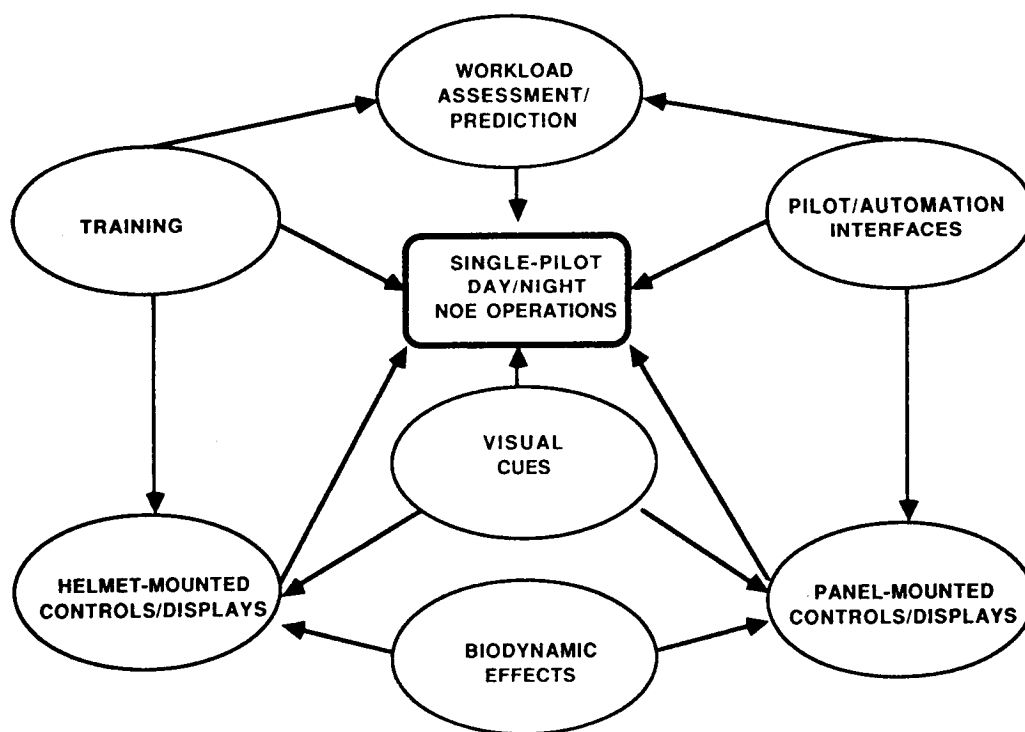 WORKLOAD
ASSESSMENT/
PREDICTION
TRAINING
PILOT/AUTOMATION
INTERFACES
SINGLE-PILOT
DAY/NIGHT
NOE OPERATIONS
VISUAL
CUES
HELMET-MOUNTED
CONTROLS/DISPLAYS
PANEL-MOUNTED
CONTROLS/DISPLAYS
BIODYNAMIC
EFFECTS